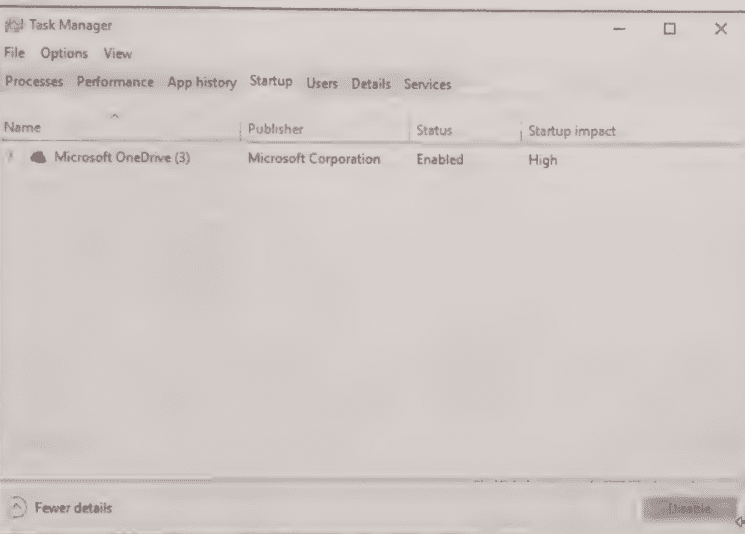 Task Manager
File Options View
Processes Performance App history Startup Users Details Services
Name Publisher Status Startup impact
Microsoft OneDrive (3) Microsoft Corporation Enabled High
Fewer details Disable